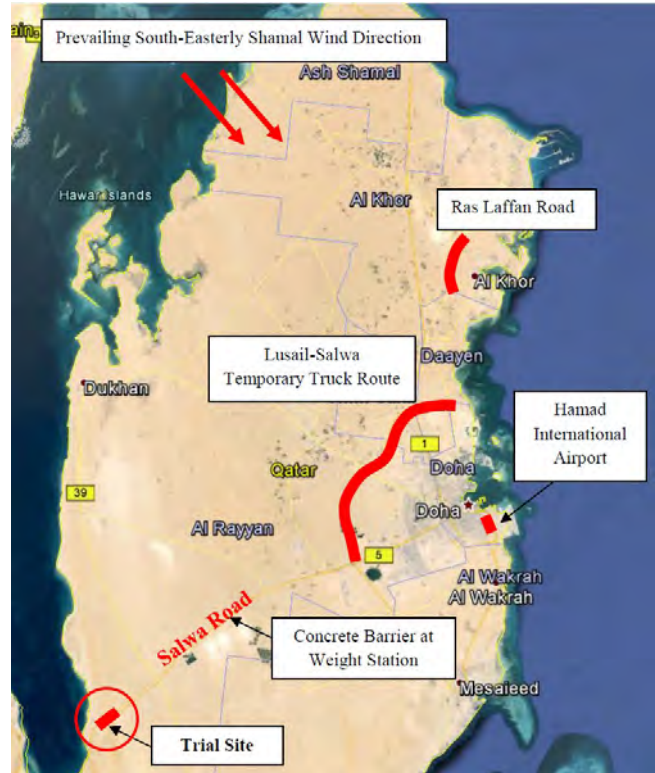 ain
Prevailing South-Easterly Shamal Wind Direction
Ash Shamal
Hawar Islands
Al Khor
Ras Laffan Road
Al Khor
Lusail-Salwa
Temporary Truck Route
Daayen
Dukhan
Hamad
International
Airport
1
Qatar
Doha
39
Doha
Al Rayyan
5
Al Wakrah
Al Wakrah
Salwa Road
Concrete Barrier at
Weight Station
Mesaieed
Trial Site